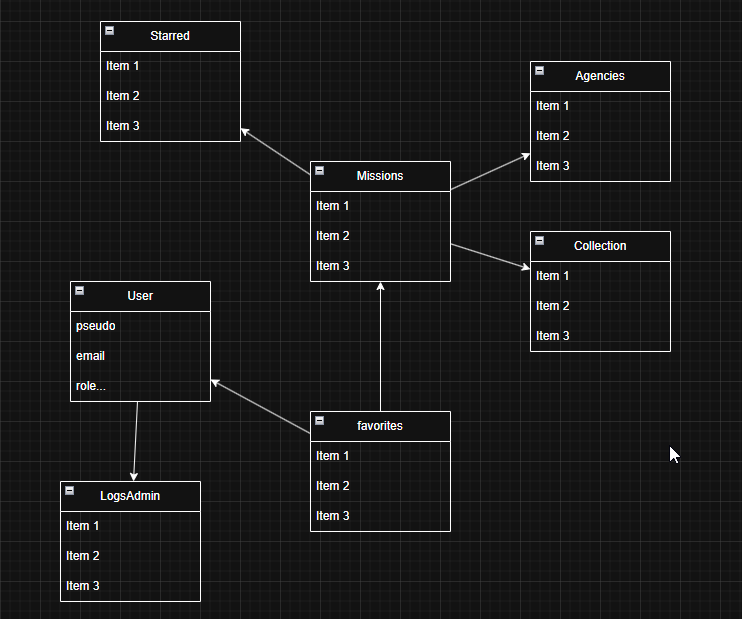 Starred
Item 1
Item 2
Item 3
Agencies
Item 1
Item 2
Item 3
Missions
Item 1
Item 2
Item 3
Collection
Item 1
Item 2
Item 3
User
pseudo
email
role...
favorites
Item 1
Item 2
Item 3
LogsAdmin
Item 1
Item 2
Item 3